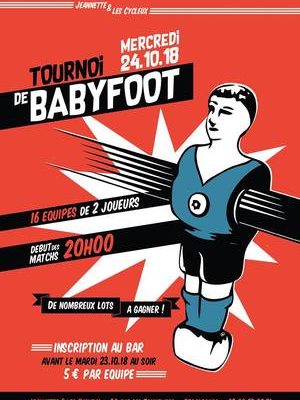 JEANNETTE & LES CYCLEUX
MERCREDI
24.10.18
TOURNOi
DE BABYFOOT
16 EQUIPES DE 2 JOUEURS
DEBUT DES
MATCHS 20H00
DE NOMBREUX LOTS A GAGNER !
INSCRIPTION AU BAR
AVANT LE MARDI 23.10.18 AU SOIR
5 € PAR EQUIPE